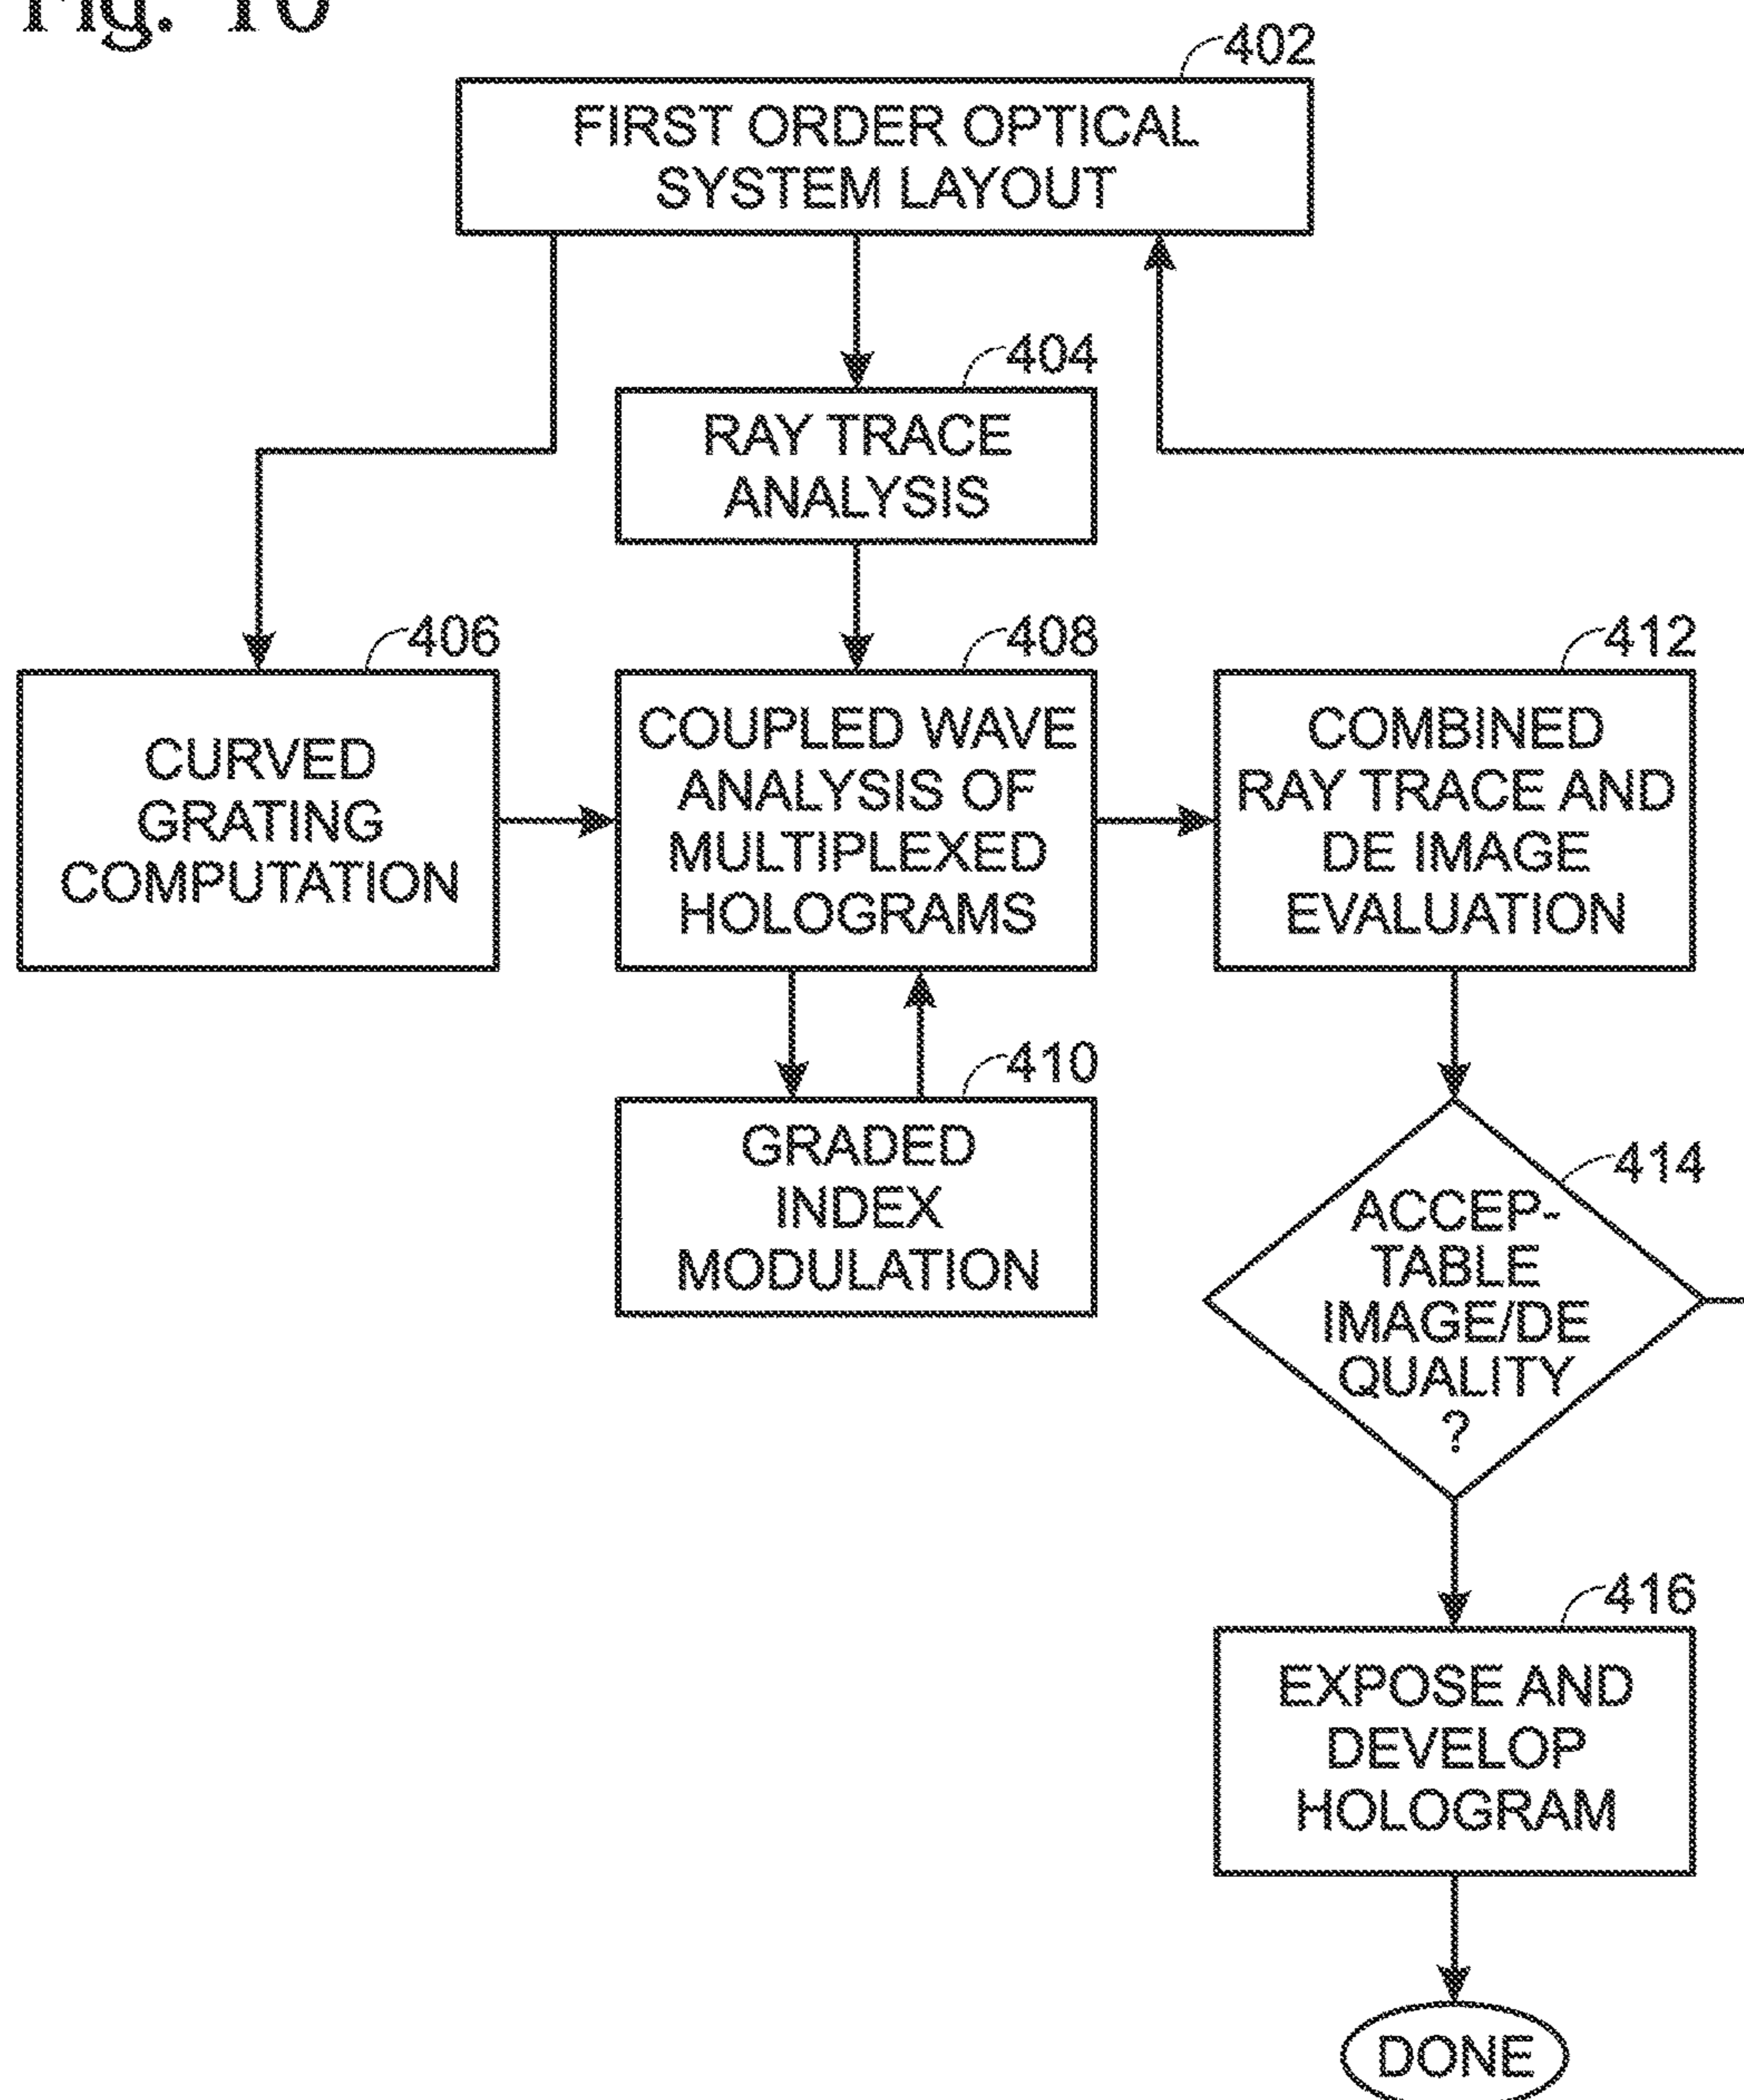 Fig. 10
402
FIRST ORDER OPTICAL
SYSTEM LAYOUT
404
RAY TRACE
ANALYSIS
406
CURVED
GRATING
COMPUTATION
408
COUPLED WAVE
ANALYSIS OF
MULTIPLEXED
HOLOGRAMS
412
COMBINED
RAY TRACE AND
DE IMAGE
EVALUATION
410
GRADED
INDEX
MODULATION
414
ACCEP-
TABLE
IMAGE/DE
QUALITY
?
416
EXPOSE AND
DEVELOP
HOLOGRAM
DONE